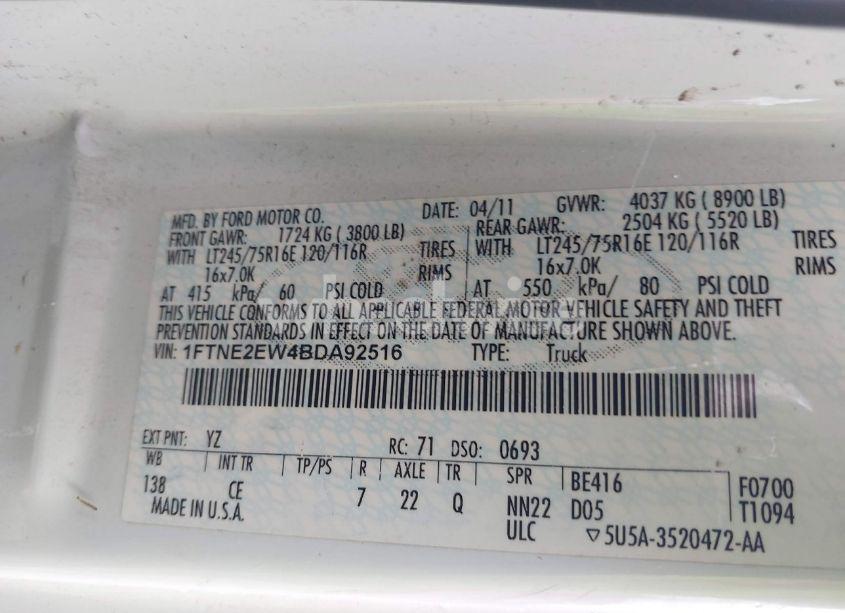 MFD. BY FORD MOTOR CO. DATE: 04/11 GVWR: 4037 KG ( 8900 LB)
FRONT GAWR: 1724 KG ( 3800 LB) REAR GAWR: 2504 KG ( 5520 LB)
WITH LT245/75R16E 120/116R TIRES WITH LT245/75R16E 120/116R TIRES
16x7.0K RIMS 16x7.0K RIMS
AT 415 kPa/ 60 PSI COLD AT 550 kPa/ 80 PSI COLD
THIS VEHICLE CONFORMS TO ALL APPLICABLE FEDERAL MOTOR VEHICLE SAFETY AND THEFT
PREVENTION STANDARDS IN EFFECT ON THE DATE OF MANUFACTURE SHOWN ABOVE.
VIN: 1FTNE2EW4BDA92516 TYPE: Truck
EXT PNT: YZ RC: 71 DSO: 0693
WB INT TR TP/PS R AXLE TR SPR BE416 F0700
138 CE 7 22 Q NN22 D05 T1094
MADE IN U.S.A. ULC ▽5U5A-3520472-AA